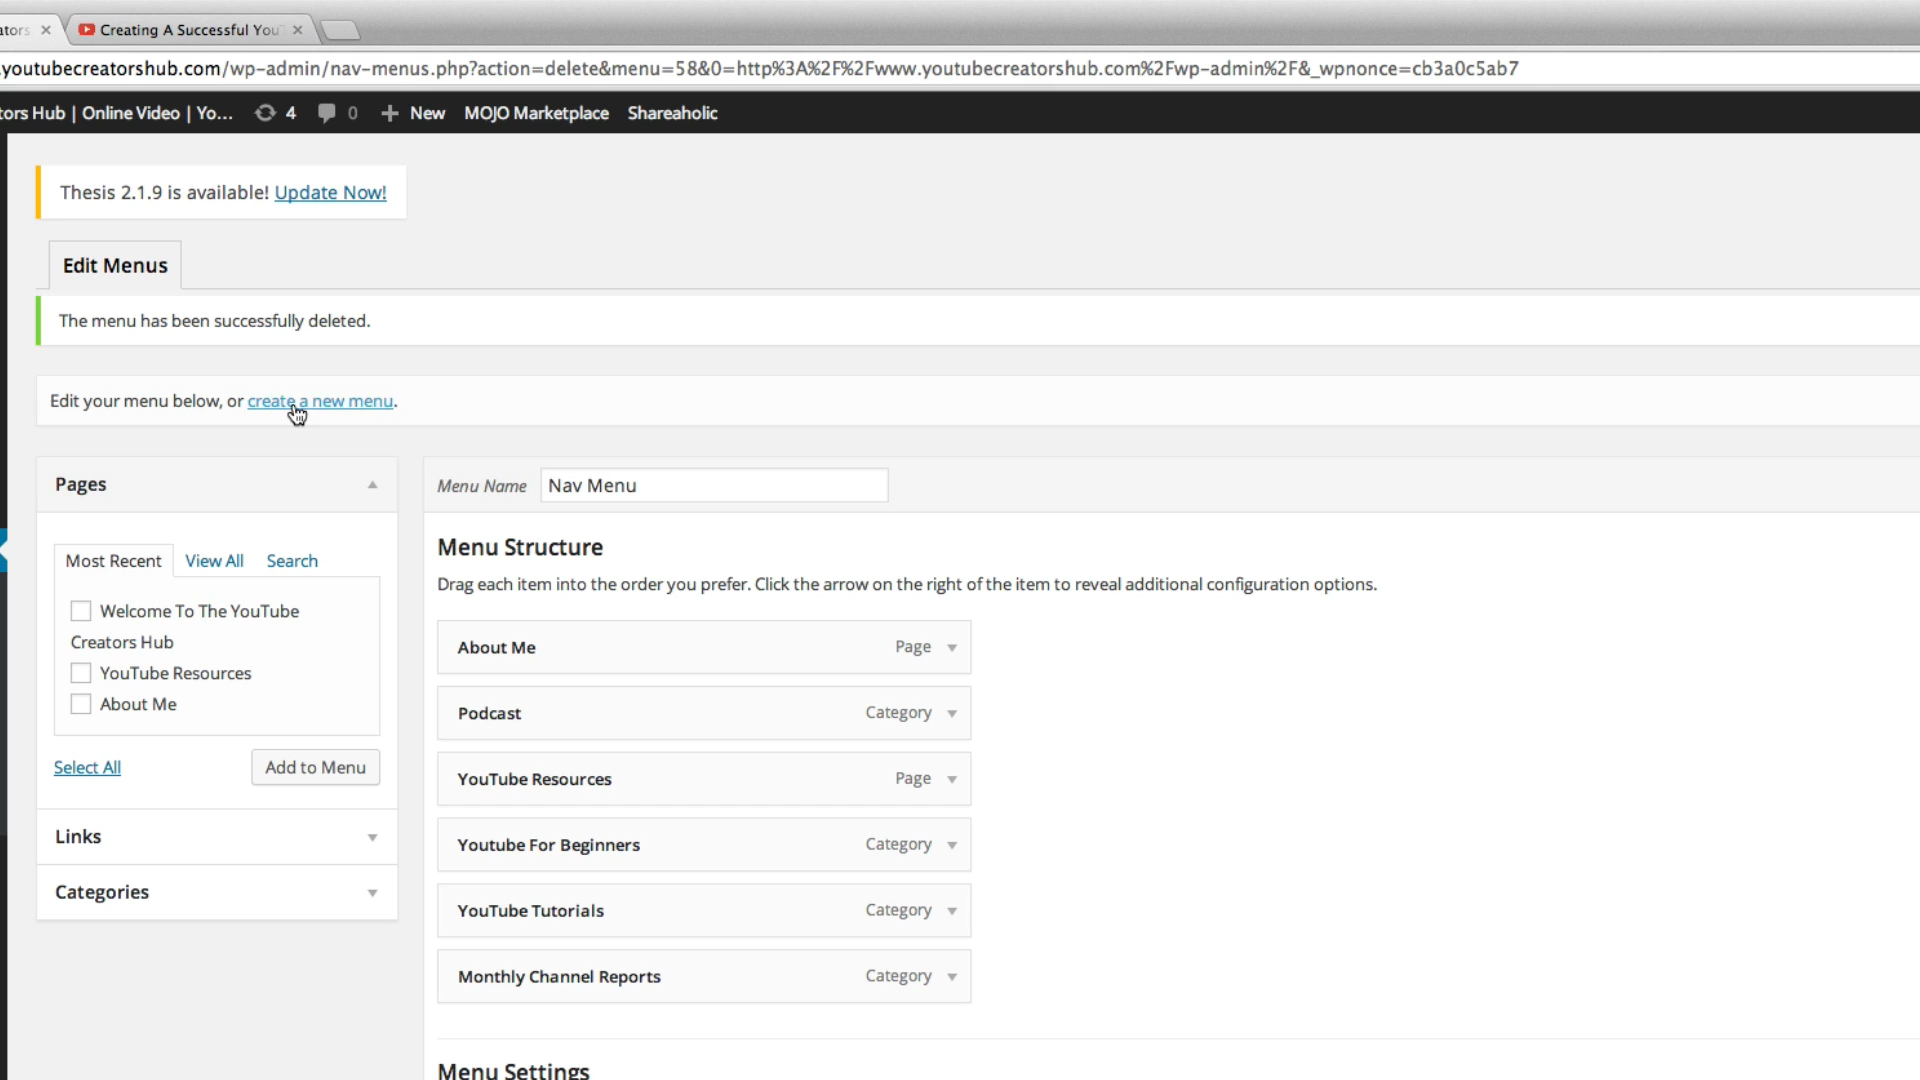 ators
Creating A Successful You
.youtubecreatorshub.com/wp-admin/nav-menus.php?action=delete&menu=58&0=http%3A%2F%2Fwww.youtubecreatorshub.com%2Fwp-admin%2F&_wpnonce=cb3a0c5ab7
tors Hub | Online Video | Yo... 4 0 + New MOJO Marketplace Shareaholic
Thesis 2.1.9 is available! Update Now!
Edit Menus
The menu has been successfully deleted.
Edit your menu below, or create a new menu.
Pages
Most Recent View All Search
Welcome To The YouTube
Creators Hub
YouTube Resources
About Me
Select All Add to Menu
Links
Categories
Menu Name Nav Menu
Menu Structure
Drag each item into the order you prefer. Click the arrow on the right of the item to reveal additional configuration options.
About Me Page
Podcast Category
YouTube Resources Page
Youtube For Beginners Category
YouTube Tutorials Category
Monthly Channel Reports Category
Menu Settings